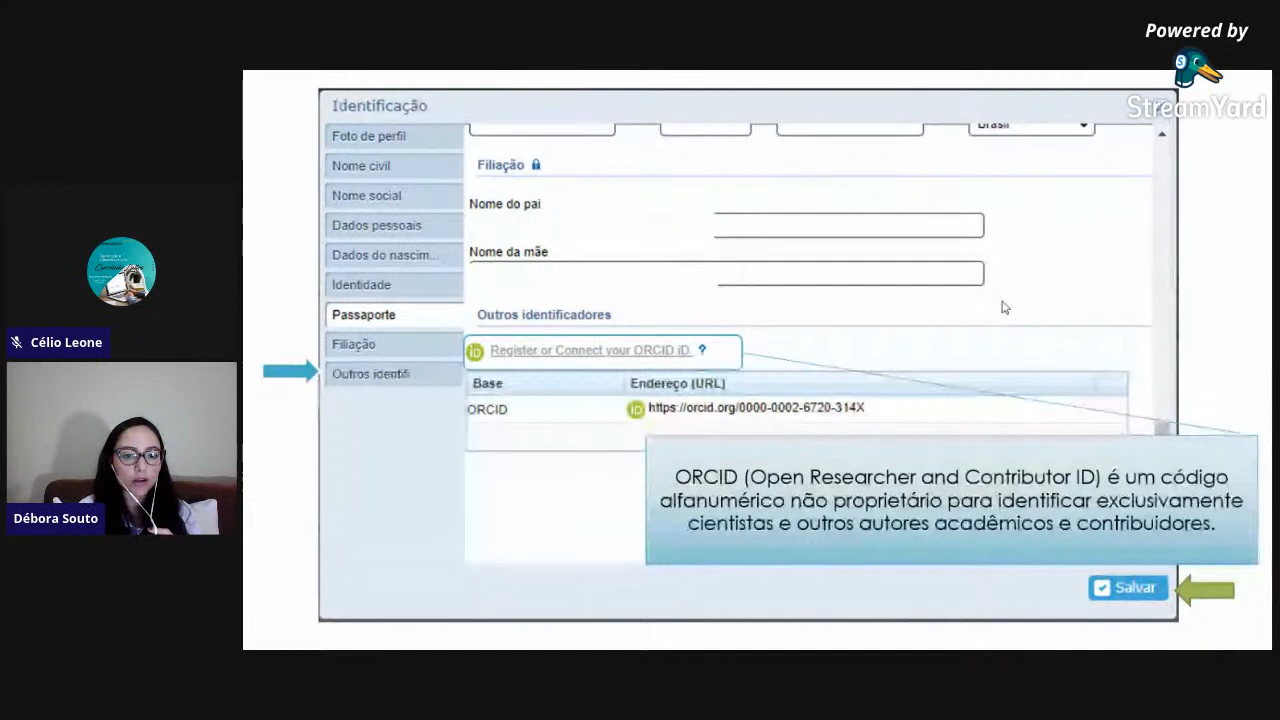 Powered by
StreamYard
Identificação
Foto de perfil
Nome civil
Nome social
Dados pessoais
Dados do nascim...
Identidade
Passaporte
Filiação
Outros identifi
Brasil
Filiação
Nome do pai
Nome da mãe
Outros identificadores
iD Register or Connect your ORCID iD. ?
Base Endereço (URL)
ORCID iD https://orcid.org/0000-0002-6720-314X
ORCID (Open Researcher and Contributor ID) é um código
alfanumérico não proprietário para identificar exclusivamente
cientistas e outros autores acadêmicos e contribuidores.
Salvar
Célio Leone
Débora Souto